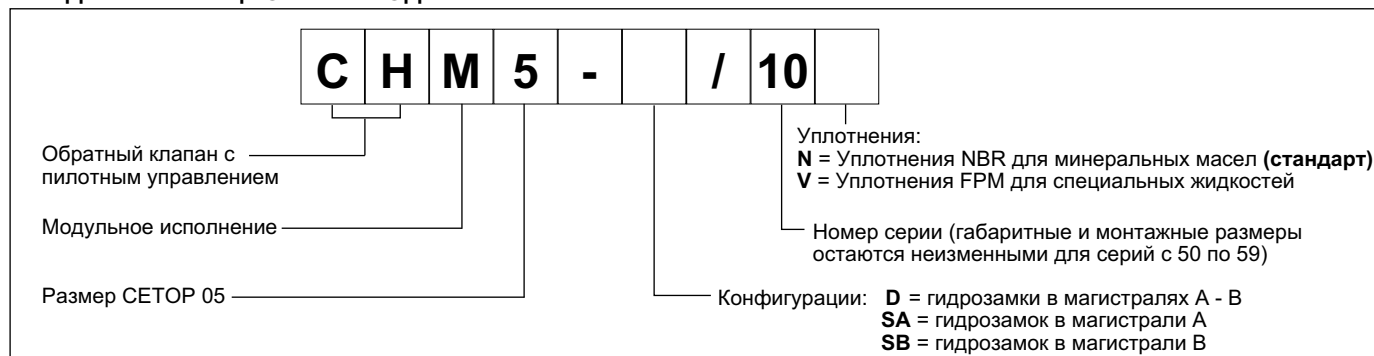 CHM5-/10
Обратный клапан с
пилотным управлением
Модульное исполнение
Размер CETOP 05
Уплотнения:
N = Уплотнения NBR для минеральных масел (стандарт)
V = Уплотнения FPM для специальных жидкостей
Номер серии (габаритные и монтажные размеры
остаются неизменными для серий с 50 по 59)
Конфигурации: D = гидрозамки в магистралях A - B
SA = гидрозамок в магистрали A
SB = гидрозамок в магистрали B